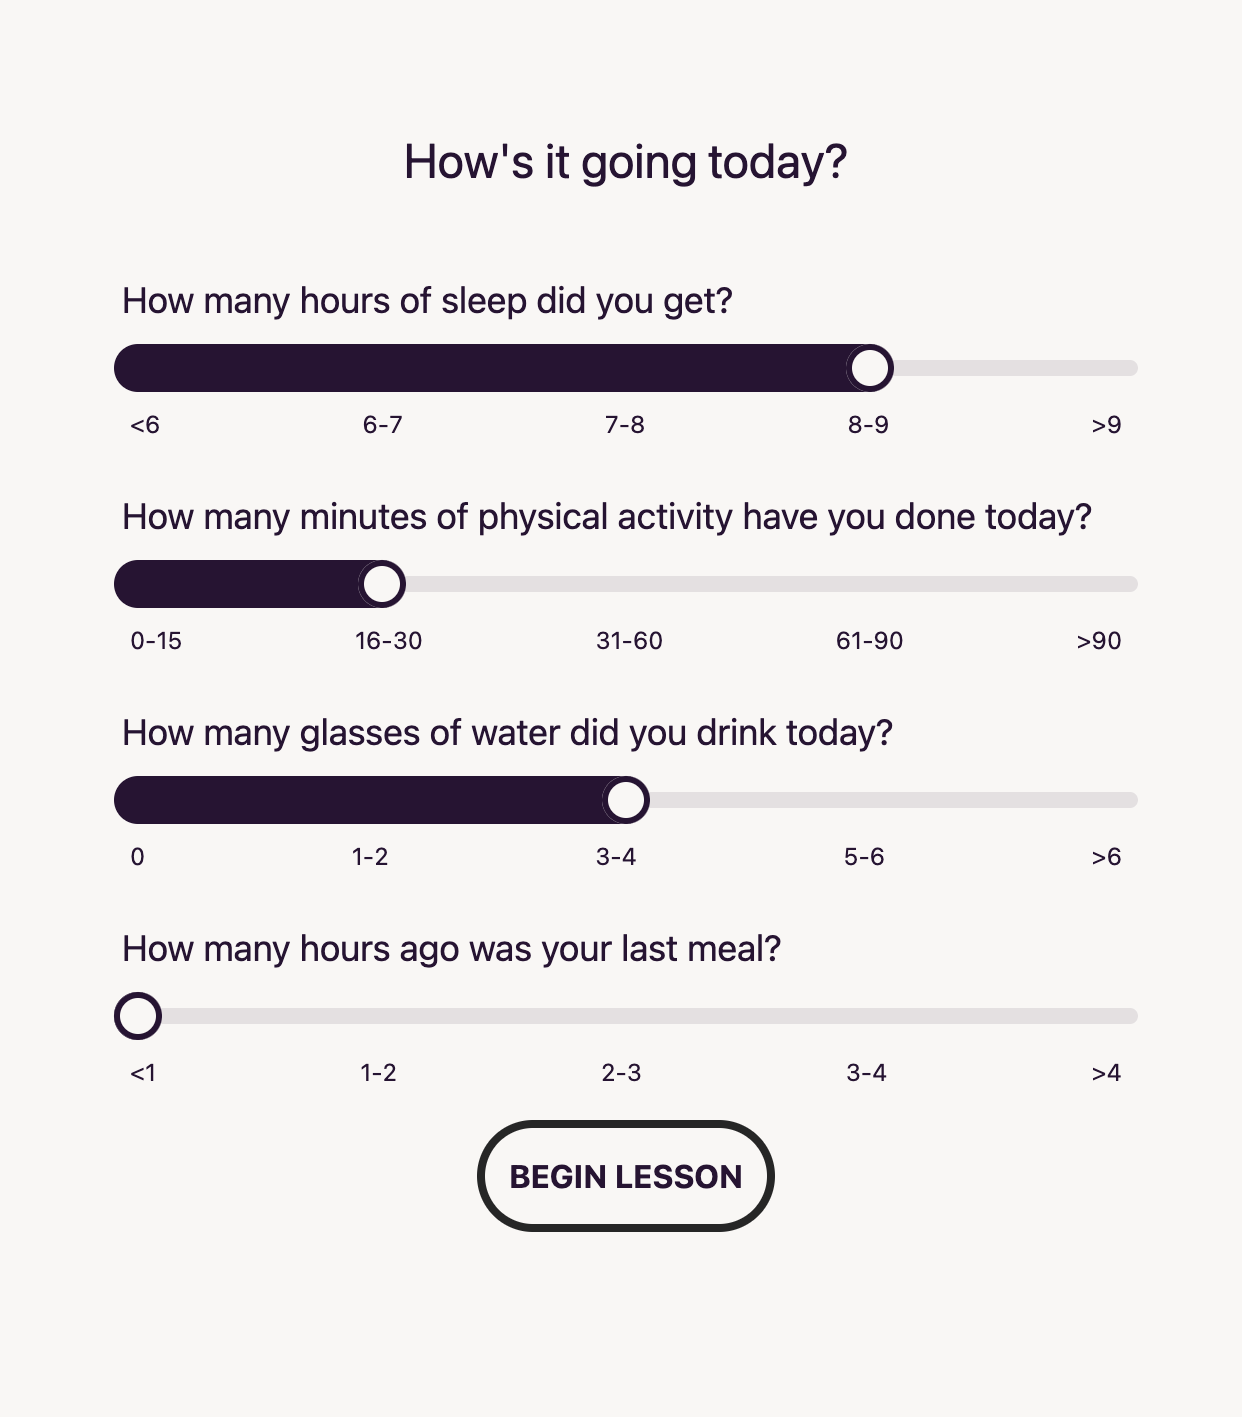 How's it going today?
How many hours of sleep did you get?
<6 6-7 7-8 8-9 >9
How many minutes of physical activity have you done today?
0-15 16-30 31-60 61-90 >90
How many glasses of water did you drink today?
0 1-2 3-4 5-6 >6
How many hours ago was your last meal?
<1 1-2 2-3 3-4 >4
BEGIN LESSON